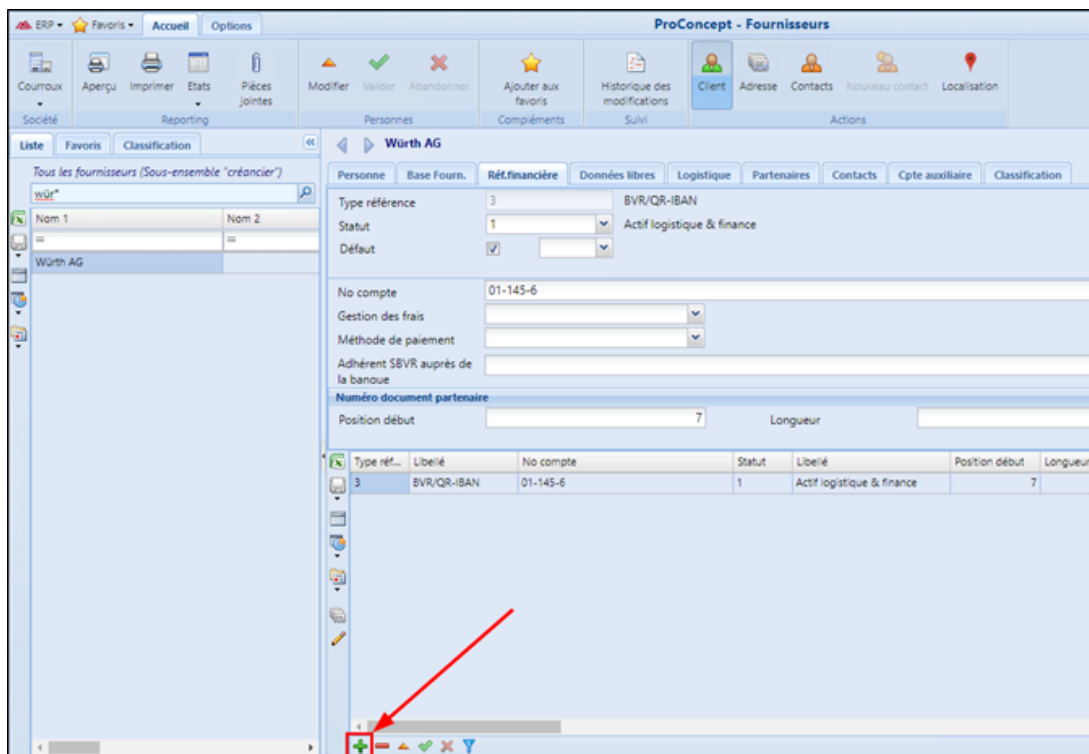 ERP Favoris Accueil Options ProConcept - Fournisseurs
Courroux Aperçu Imprimer Etats Pièces jointes Modifier Valider Abandonner Ajouter aux favoris Historique des modifications Client Adresse Contacts Nouveau contact Localisation
Société Reporting Personnes Compléments Suivi Actions
Liste Favoris Classification
Würth AG
Tous les fournisseurs (Sous-ensemble "créancier")
Personne Base Fourn. Réf.financière Données libres Logistique Partenaires Contacts Cpte auxiliaire Classification
wür*
Type référence 3 BVR/QR-IBAN
Nom 1 Nom 2
Statut 1 Actif logistique & finance
= =
Défaut
Würth AG
No compte 01-145-6
Gestion des frais
Méthode de paiement
Adhérent SBVR auprès de
la banque
Numéro document partenaire
Position début 7 Longueur
Type réf... Libellé No compte Statut Libellé Position début Longueur
3 BVR/QR-IBAN 01-145-6 1 Actif logistique & finance 7